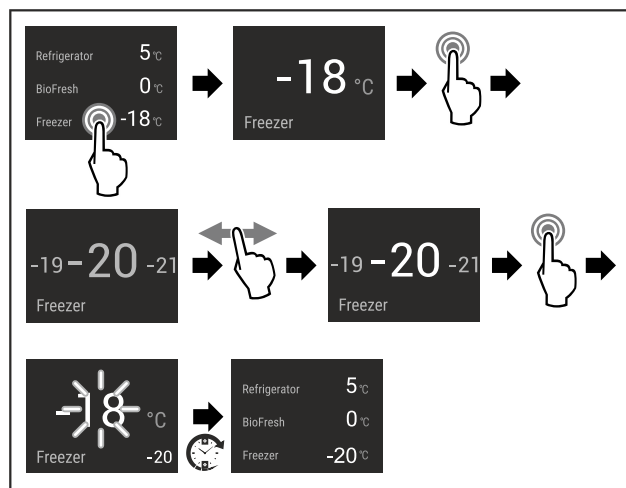 Refrigerator 5 °C
BioFresh 0 °C
Freezer -18 °C
-18 °C
Freezer
-19 -20 -21
Freezer
-19 -20 -21
Freezer
-18 °C
Freezer -20
Refrigerator 5 °C
BioFresh 0 °C
Freezer -20 °C